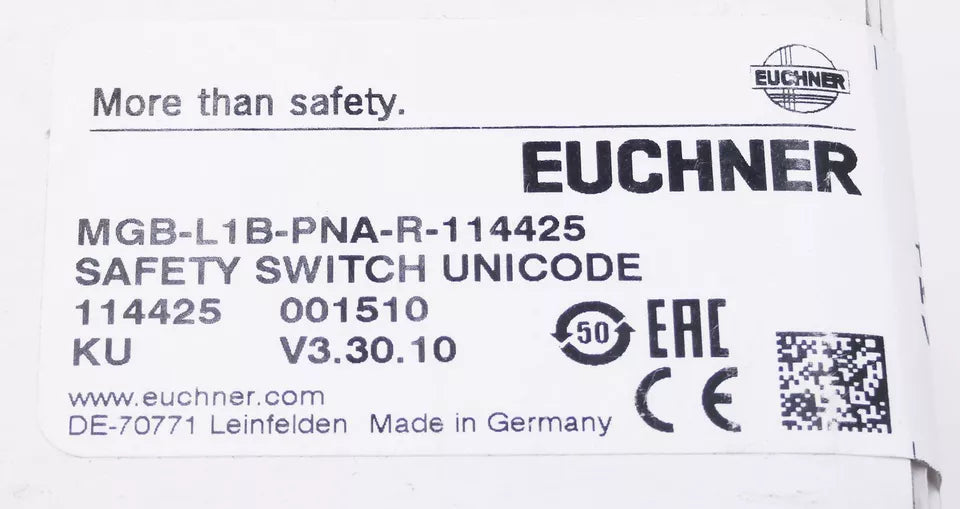 EUCHNER
More than safety.
EUCHNER
MGB-L1B-PNA-R-114425
SAFETY SWITCH UNICODE
114425 001510
KU V3.30.10
50 EAC
CE
www.euchner.com
DE-70771 Leinfelden Made in Germany